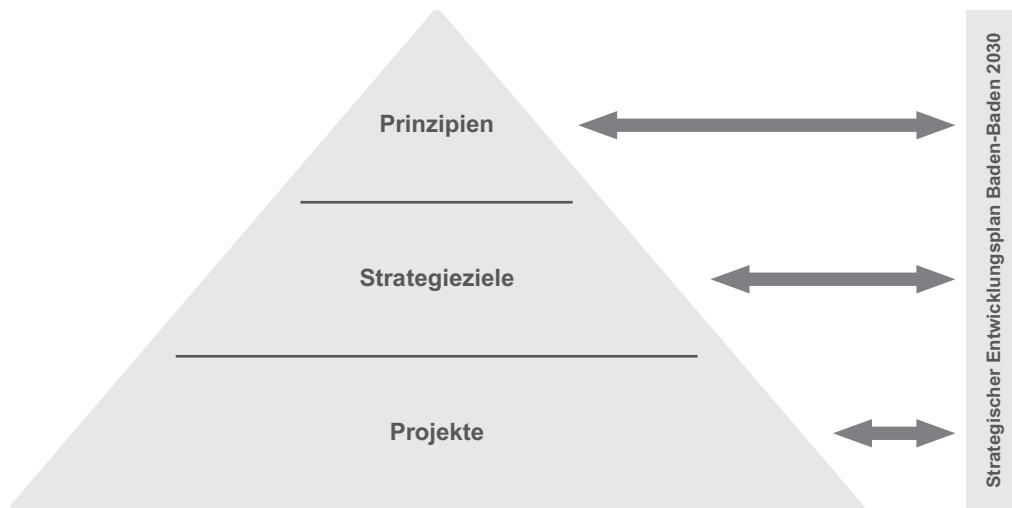 Prinzipien
Strategieziele
Projekte
Strategischer Entwicklungsplan Baden-Baden 2030